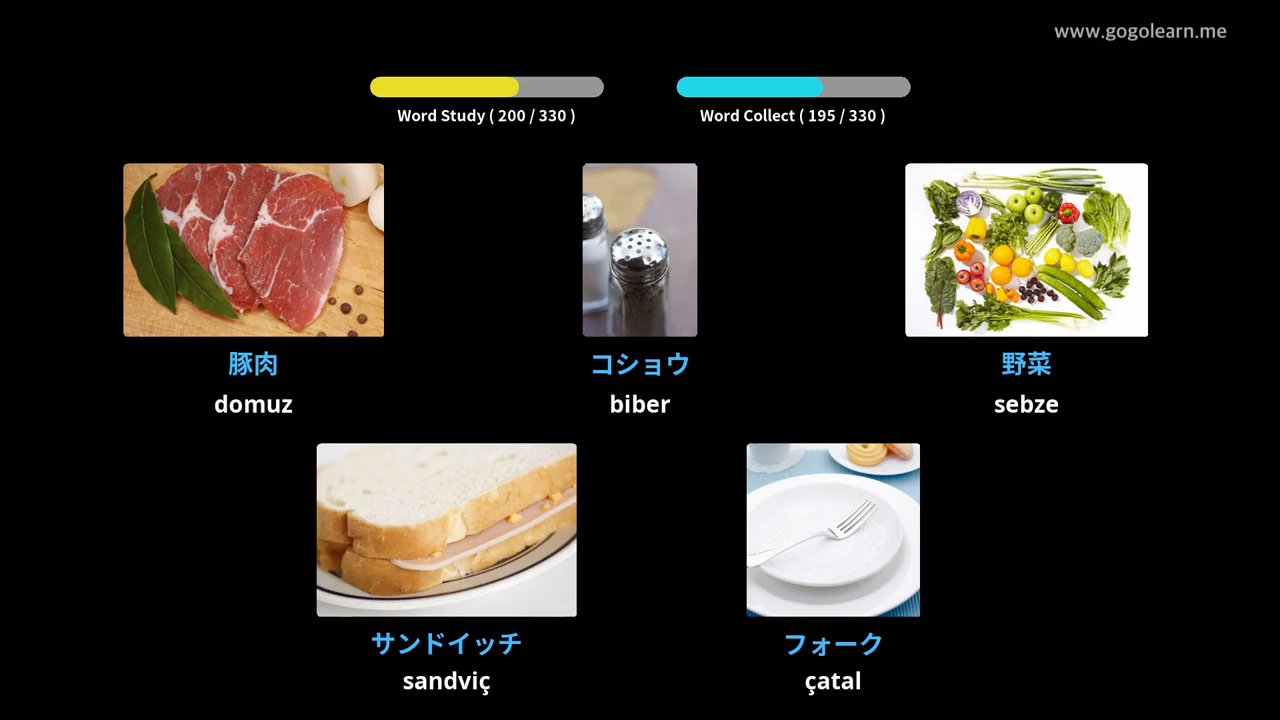 www.gogolearn.me
Word Study ( 200 / 330 )
Word Collect ( 195 / 330 )
豚肉
domuz
コショウ
biber
野菜
sebze
サンドイッチ
sandviç
フォーク
çatal